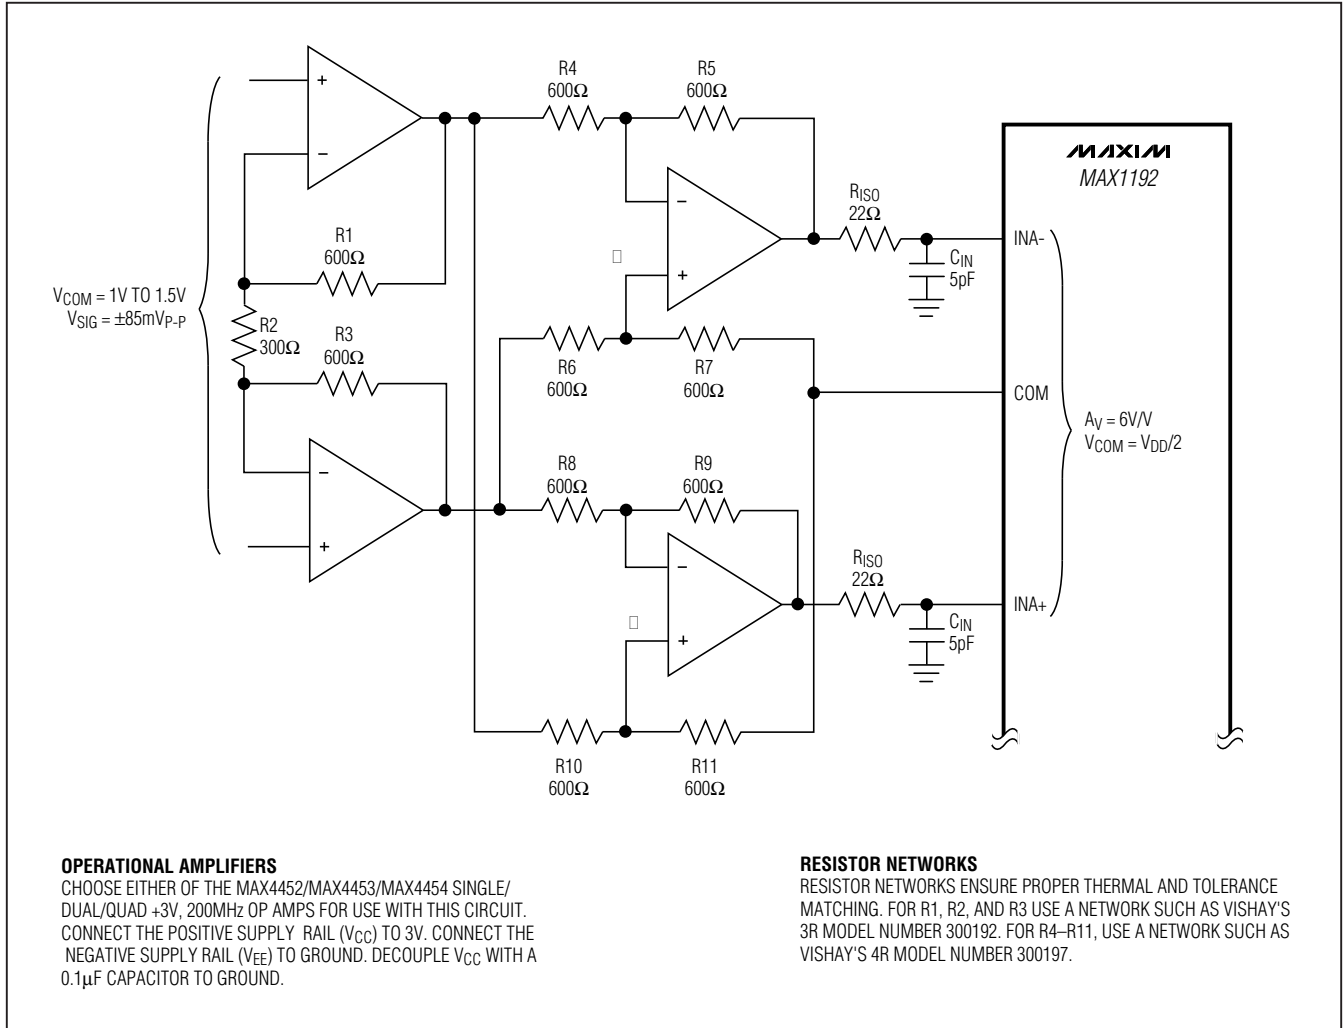 R4
600Ω
R5
600Ω
+
−
MAXIM
MAX1192
RISO
22Ω
−
+
INA-
CIN
5pF
R1
600Ω
VCOM = 1V TO 1.5V
VSIG = ±85mVP-P
R2
300Ω
R3
600Ω
R6
600Ω
R7
600Ω
COM
AV = 6V/V
VCOM = VDD/2
R8
600Ω
R9
600Ω
−
+
RISO
22Ω
−
+
INA+
CIN
5pF
R10
600Ω
R11
600Ω
OPERATIONAL AMPLIFIERS
CHOOSE EITHER OF THE MAX4452/MAX4453/MAX4454 SINGLE/
DUAL/QUAD +3V, 200MHz OP AMPS FOR USE WITH THIS CIRCUIT.
CONNECT THE POSITIVE SUPPLY RAIL (VCC) TO 3V. CONNECT THE
NEGATIVE SUPPLY RAIL (VEE) TO GROUND. DECOUPLE VCC WITH A
0.1µF CAPACITOR TO GROUND.
RESISTOR NETWORKS
RESISTOR NETWORKS ENSURE PROPER THERMAL AND TOLERANCE
MATCHING. FOR R1, R2, AND R3 USE A NETWORK SUCH AS VISHAY'S
3R MODEL NUMBER 300192. FOR R4–R11, USE A NETWORK SUCH AS
VISHAY'S 4R MODEL NUMBER 300197.